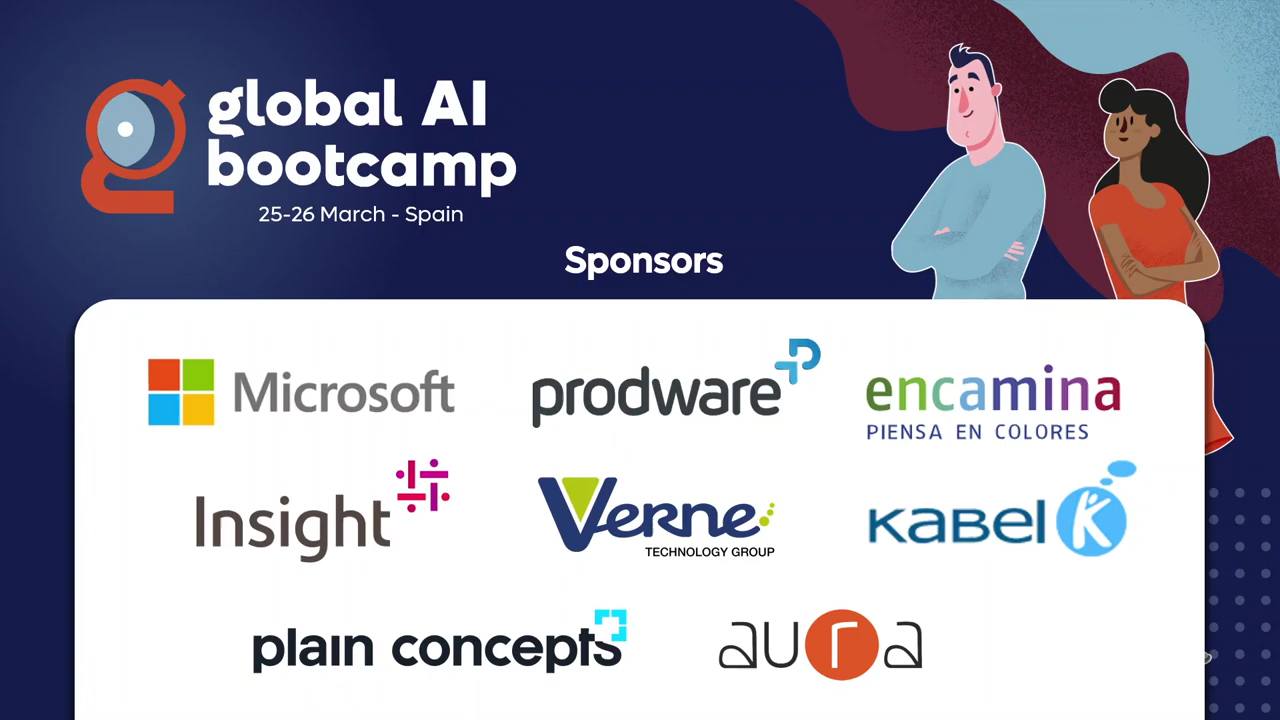 global AI
bootcamp
25-26 March - Spain
Sponsors
Microsoft
prodware
encamina
PIENSA EN COLORES
Insight
Verne
TECHNOLOGY GROUP
Kabel
plain concepts
aura